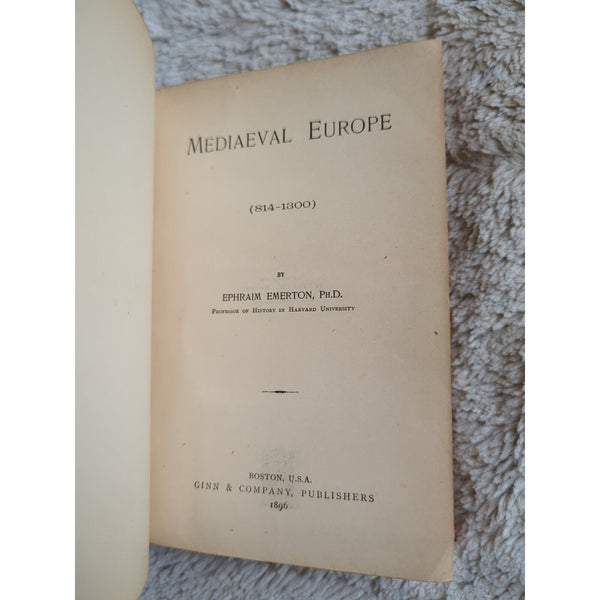 MEDIAEVAL EUROPE
(814-1300)
BY
EPHRAIM EMERTON, PH.D.
PROFESSOR OF HISTORY IN HARVARD UNIVERSITY
BOSTON, U.S.A.
GINN & COMPANY, PUBLISHERS
1896